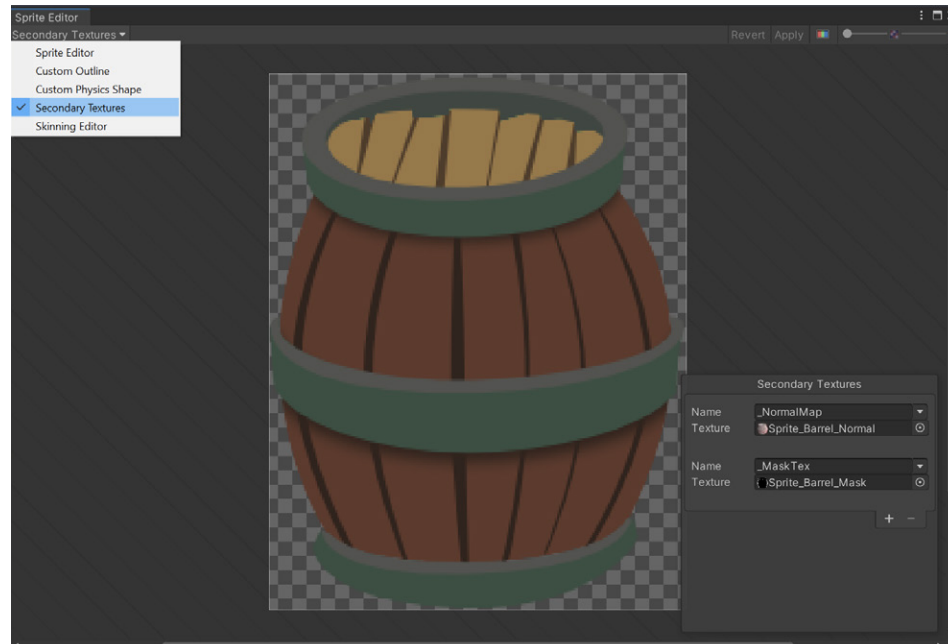 Sprite Editor
Secondary Textures
Revert Apply
Sprite Editor
Custom Outline
Custom Physics Shape
Secondary Textures
Skinning Editor
Secondary Textures
Name _NormalMap
Texture Sprite_Barrel_Normal
Name _MaskTex
Texture Sprite_Barrel_Mask